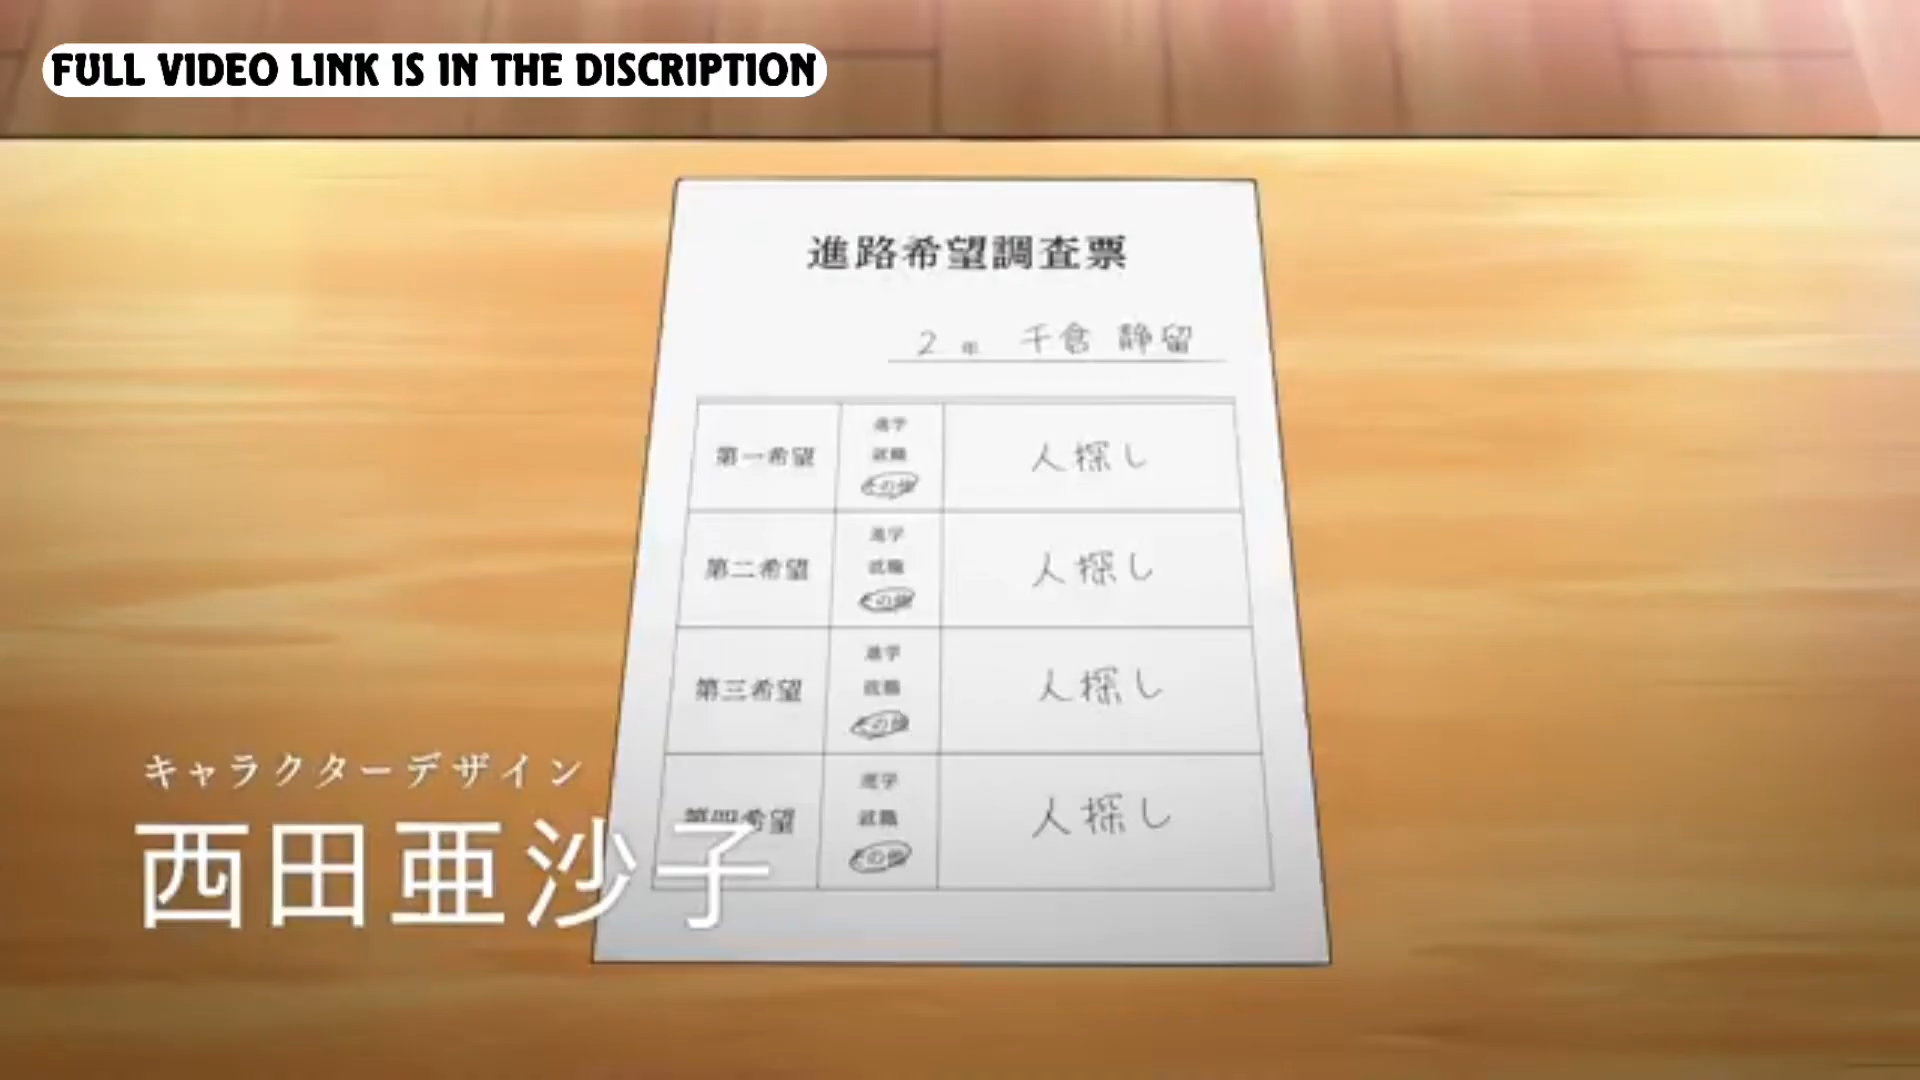 FULL VIDEO LINK IS IN THE DISCRIPTION
進路希望調査票
2 年 千倉 静留
第一希望
進学
就職
その他
人探し
第二希望
進学
就職
その他
人探し
第三希望
進学
就職
その他
人探し
第四希望
進学
就職
その他
人探し
キャラクターデザイン
西田亜沙子